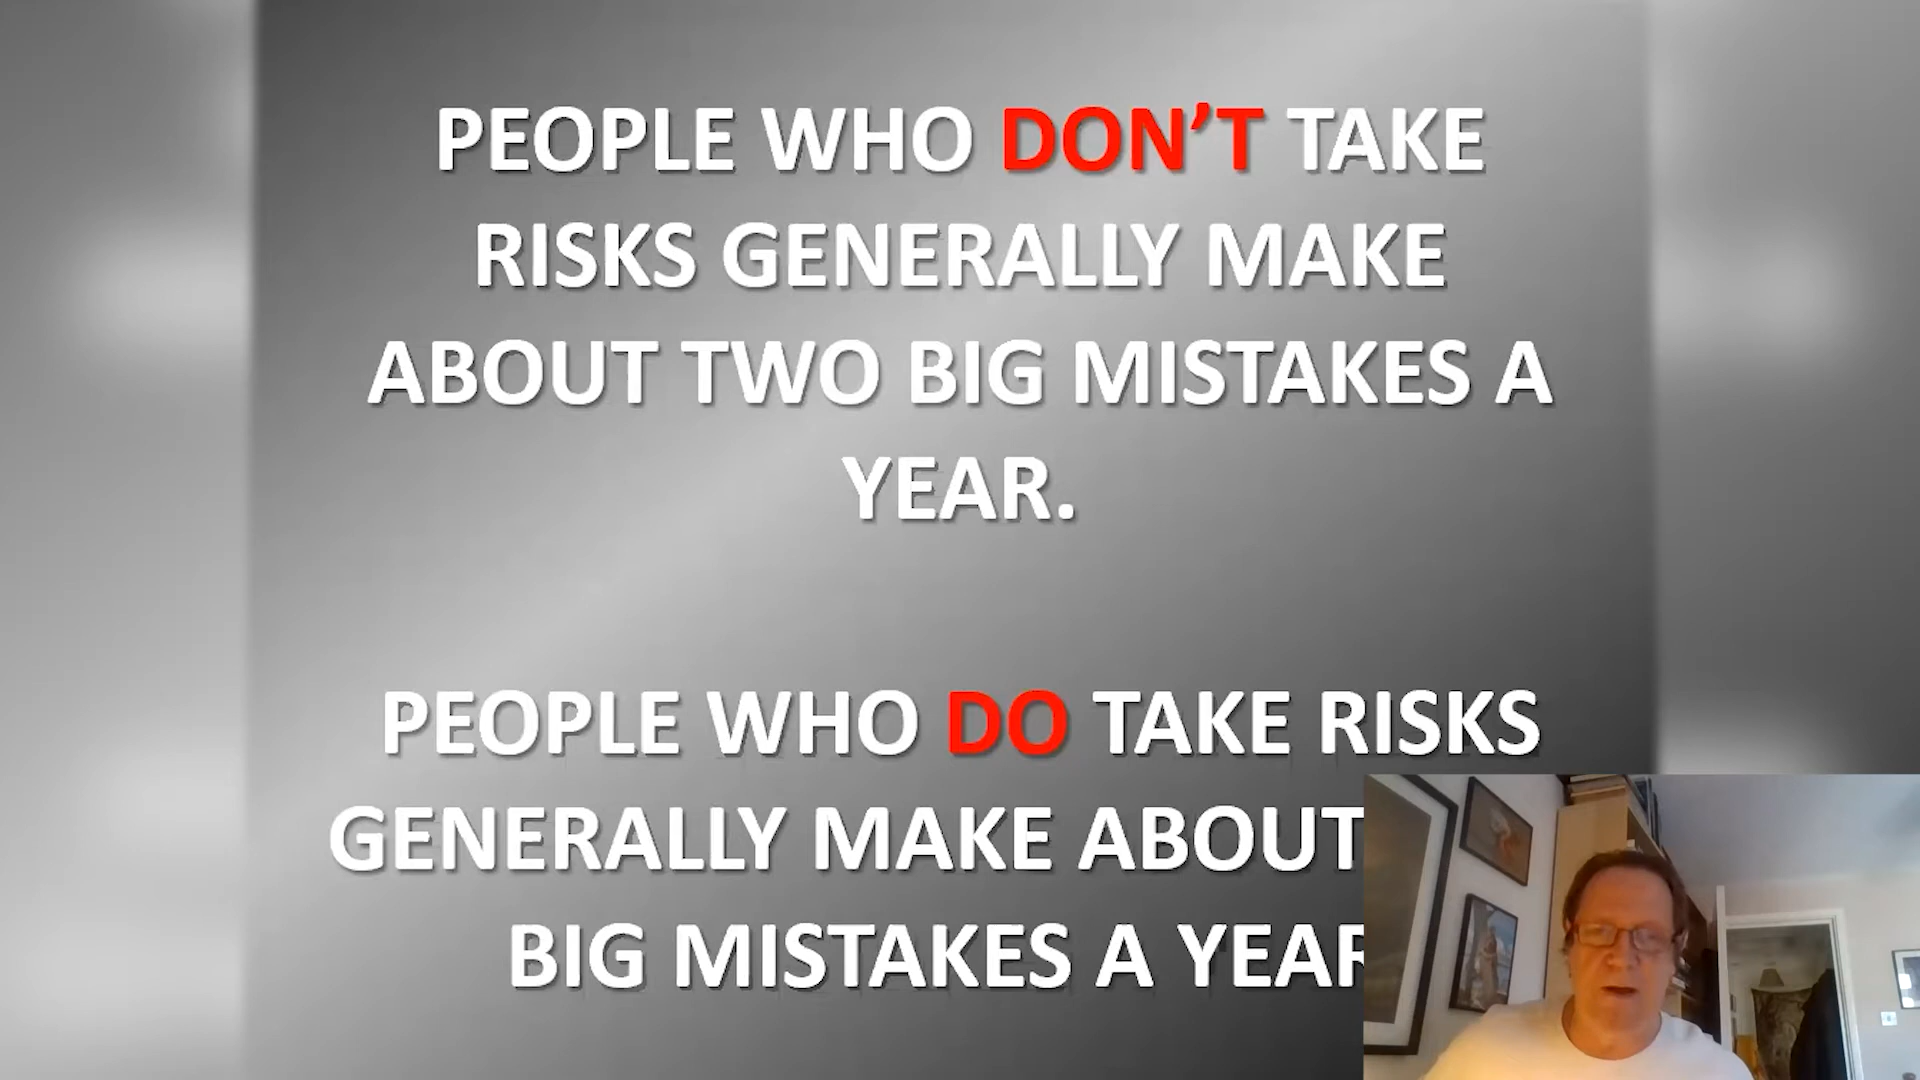 PEOPLE WHO DON’T TAKE
RISKS GENERALLY MAKE
ABOUT TWO BIG MISTAKES A
YEAR.
PEOPLE WHO DO TAKE RISKS
GENERALLY MAKE ABOUT
BIG MISTAKES A